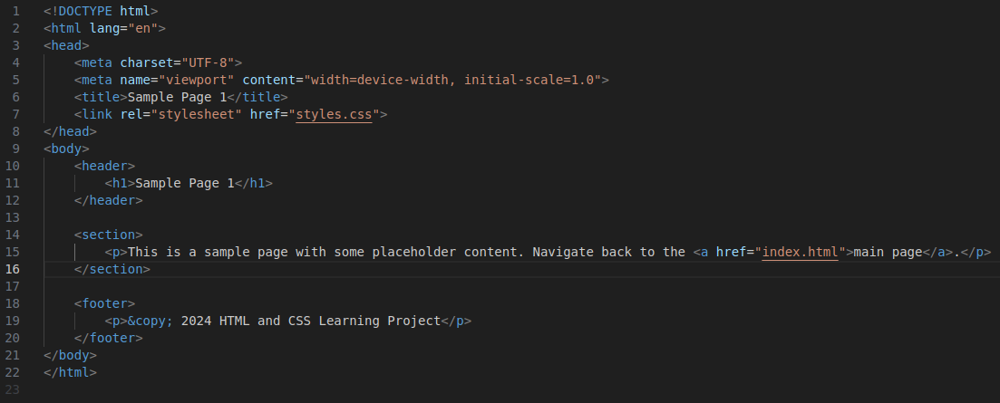 1 <!DOCTYPE html>
2 <html lang="en">
3 <head>
4     <meta charset="UTF-8">
5     <meta name="viewport" content="width=device-width, initial-scale=1.0">
6     <title>Sample Page 1</title>
7     <link rel="stylesheet" href="styles.css">
8 </head>
9 <body>
10     <header>
11         <h1>Sample Page 1</h1>
12     </header>
13
14     <section>
15         <p>This is a sample page with some placeholder content. Navigate back to the <a href="index.html">main page</a>.</p>
16     </section>
17
18     <footer>
19         <p>&copy; 2024 HTML and CSS Learning Project</p>
20     </footer>
21 </body>
22 </html>
23